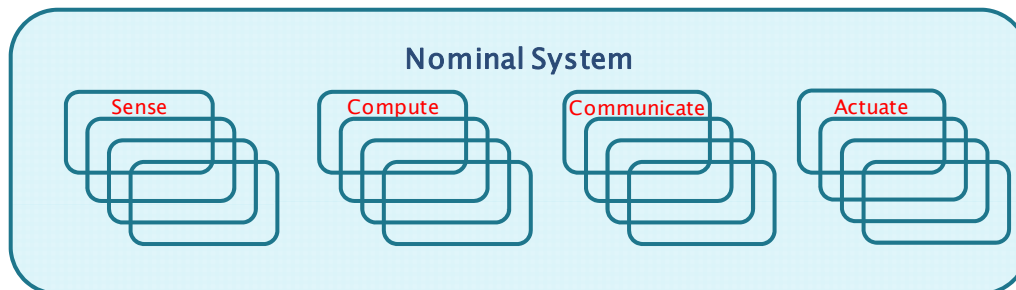 Nominal System
Sense
Compute
Communicate
Actuate